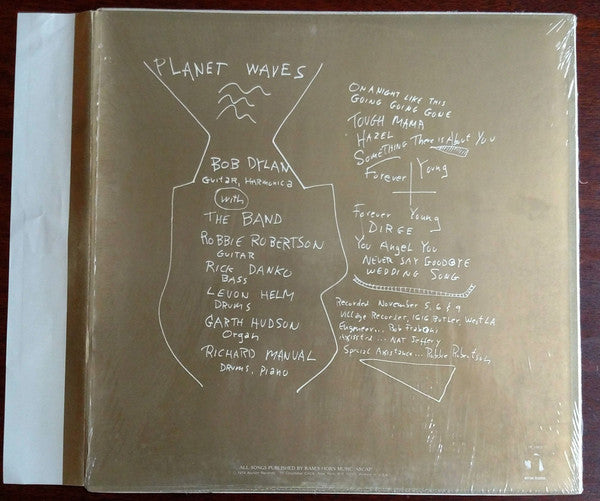 PLANET WAVES
BOB DYLAN
GUITAR, HARMONICA
with
THE BAND
ROBBIE ROBERTSON
GUITAR
RICK DANKO
BASS
LEVON HELM
DRUMS
GARTH HUDSON
Organ
RICHARD MANUAL
DRUMS, Piano
ON A NIGHT LIKE THIS
GOING GOING GONE
TOUGH MAMA
HAZEL
SOMETHING There is About You
Forever Young
Forever Young
DIRGE
You Angel You
NEVER SAY GOODBYE
WEDDING SONG
Recorded November 5, 6 & 9
Village Recorder, 1616 Butler, West LA
Engineer... Rob Fraboni
Assisted... NAT Jeffery
Special Assistance... Robbie Robertson
ALL SONGS PUBLISHED BY RAM'S HORN MUSIC, ASCAP